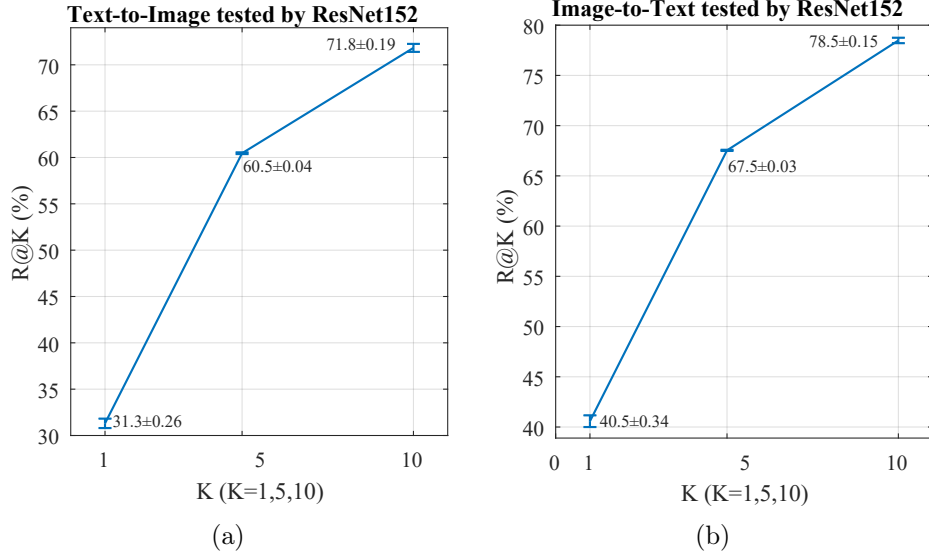 Text-to-Image tested by ResNet152
71.8±0.19
60.5±0.04
31.3±0.26
70
65
60
55
50
45
40
35
30
R@K (%)
1 5 10
K (K=1,5,10)
(a)
Image-to-Text tested by ResNet152
78.5±0.15
67.5±0.03
40.5±0.34
80
75
70
65
60
55
50
45
40
R@K (%)
0 1 5 10
K (K=1,5,10)
(b)